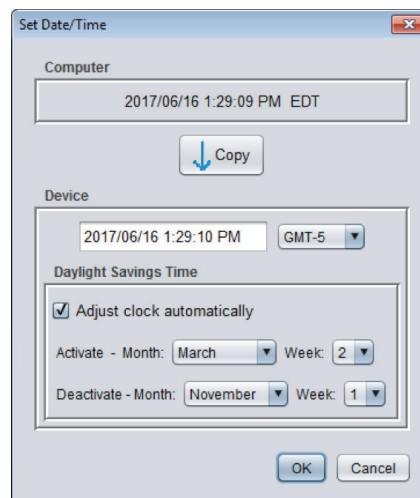 Set Date/Time
Computer
2017/06/16 1:29:09 PM EDT
Copy
Device
2017/06/16 1:29:10 PM GMT-5
Daylight Savings Time
Adjust clock automatically
Activate - Month: March Week: 2
Deactivate - Month: November Week: 1
OK Cancel